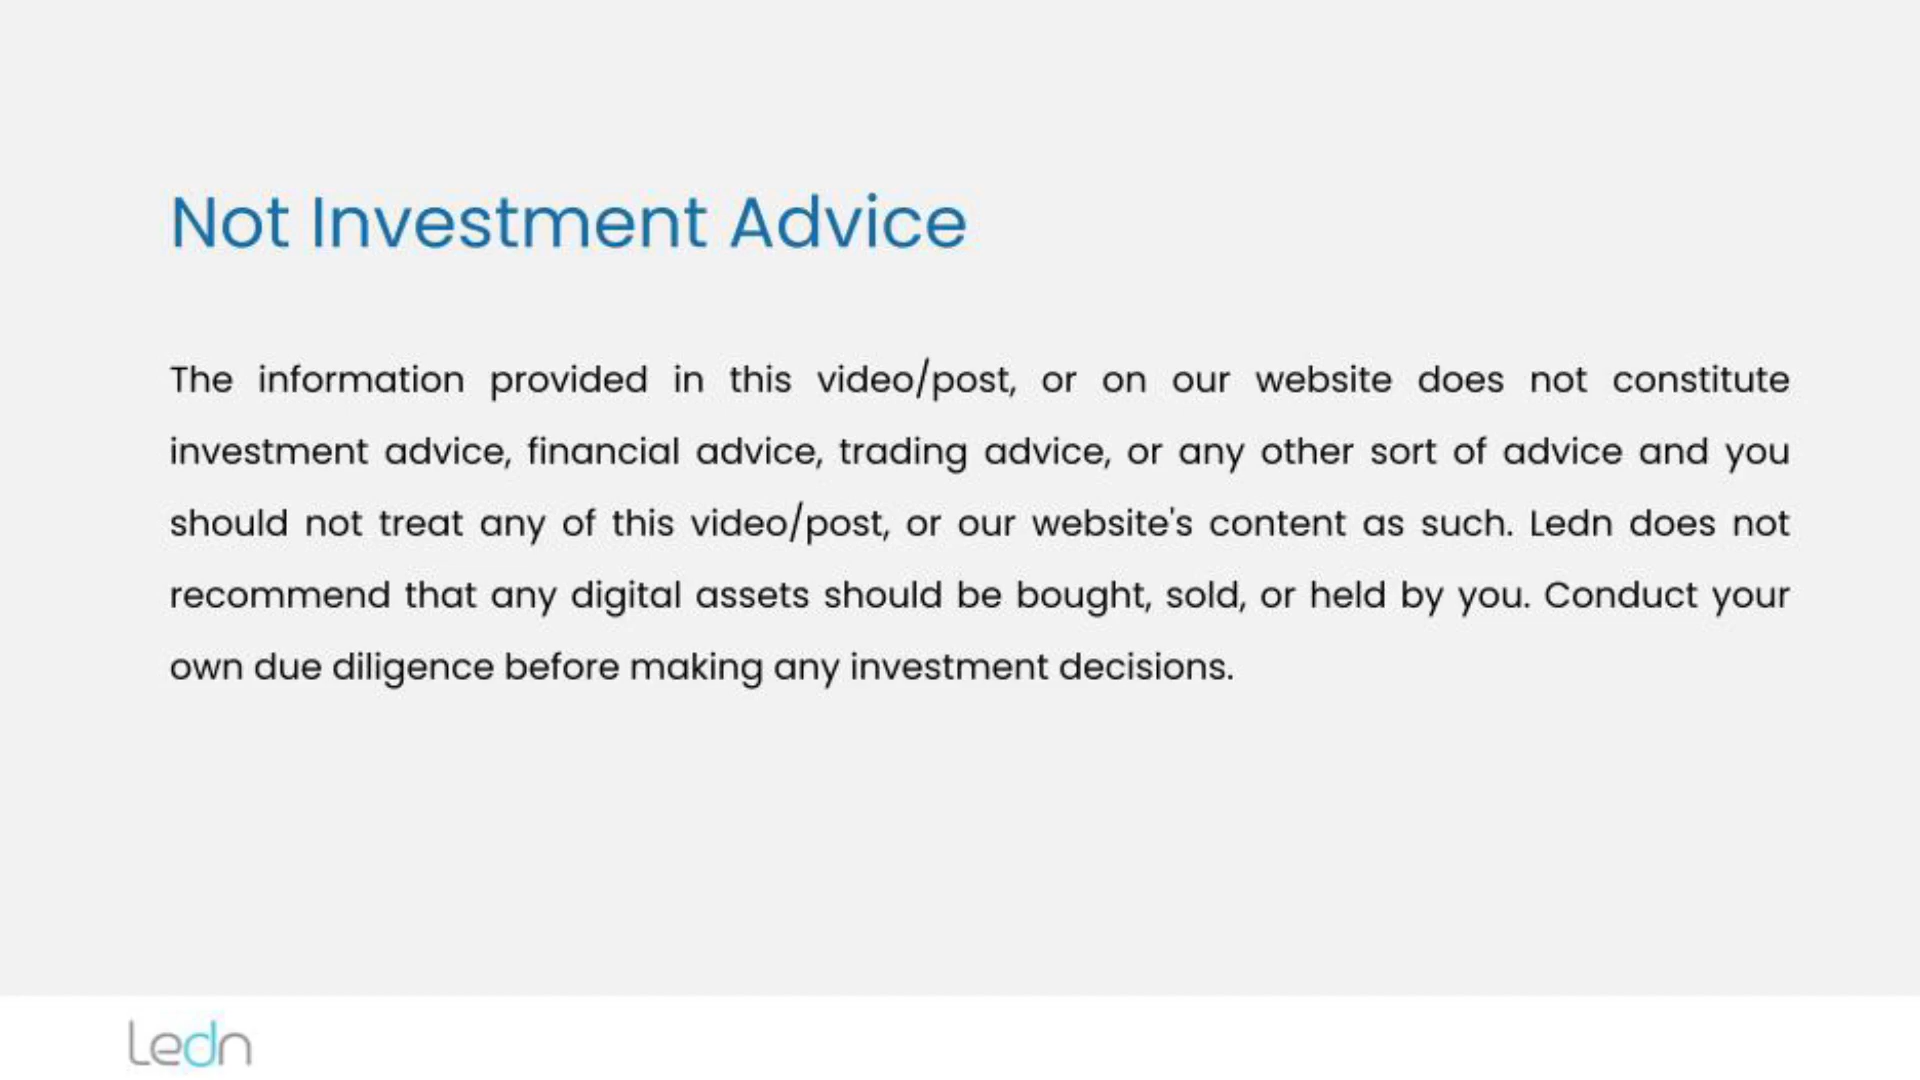 Not Investment Advice
The information provided in this video/post, or on our website does not constitute
investment advice, financial advice, trading advice, or any other sort of advice and you
should not treat any of this video/post, or our website's content as such. Ledn does not
recommend that any digital assets should be bought, sold, or held by you. Conduct your
own due diligence before making any investment decisions.
Ledn